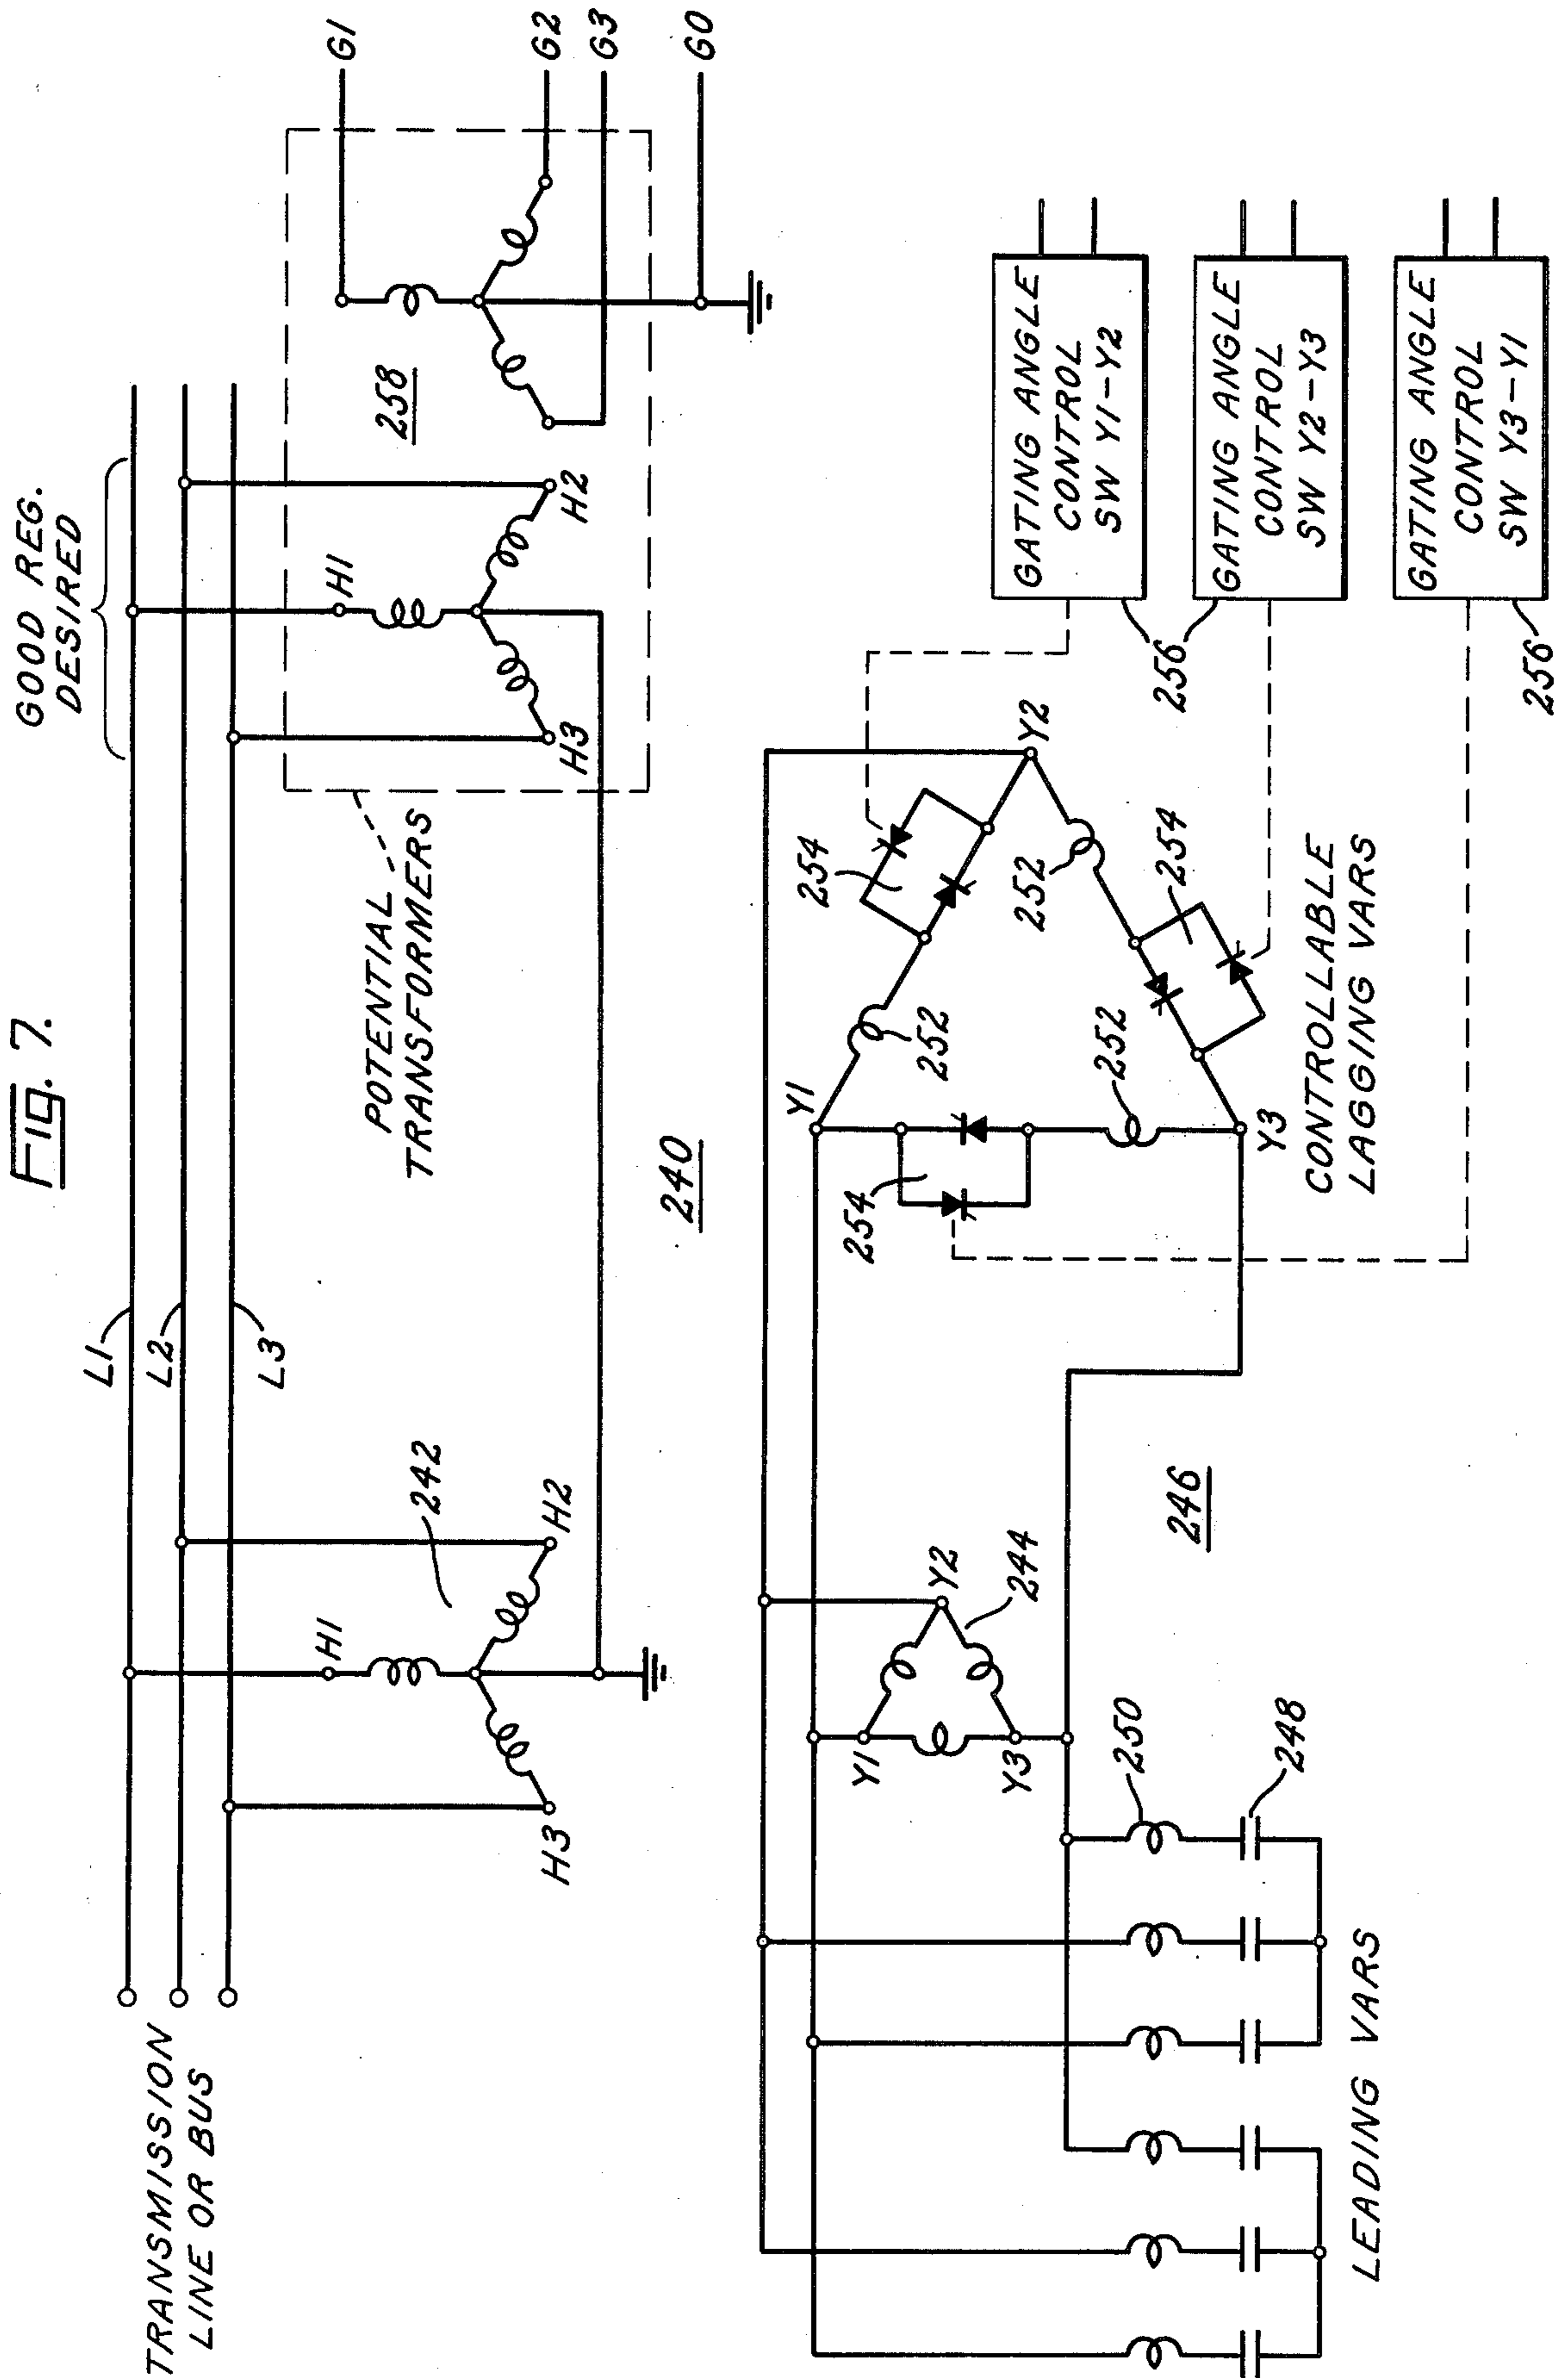 Fig. 7.
TRANSMISSION
LINE OR BUS
L1
L2
L3
GOOD REG.
DESIRED
H1
H2
H3
242
POTENTIAL
TRANSFORMERS
H1
H2
H3
258
G1
G2
G3
G0
240
Y1
Y2
Y3
244
246
250
248
LEADING VARS
Y1
Y2
Y3
252
254
252
254
252
254
CONTROLLABLE
LAGGING VARS
GATING ANGLE
CONTROL
SW Y1-Y2
256
GATING ANGLE
CONTROL
SW Y2-Y3
GATING ANGLE
CONTROL
SW Y3-Y1
256